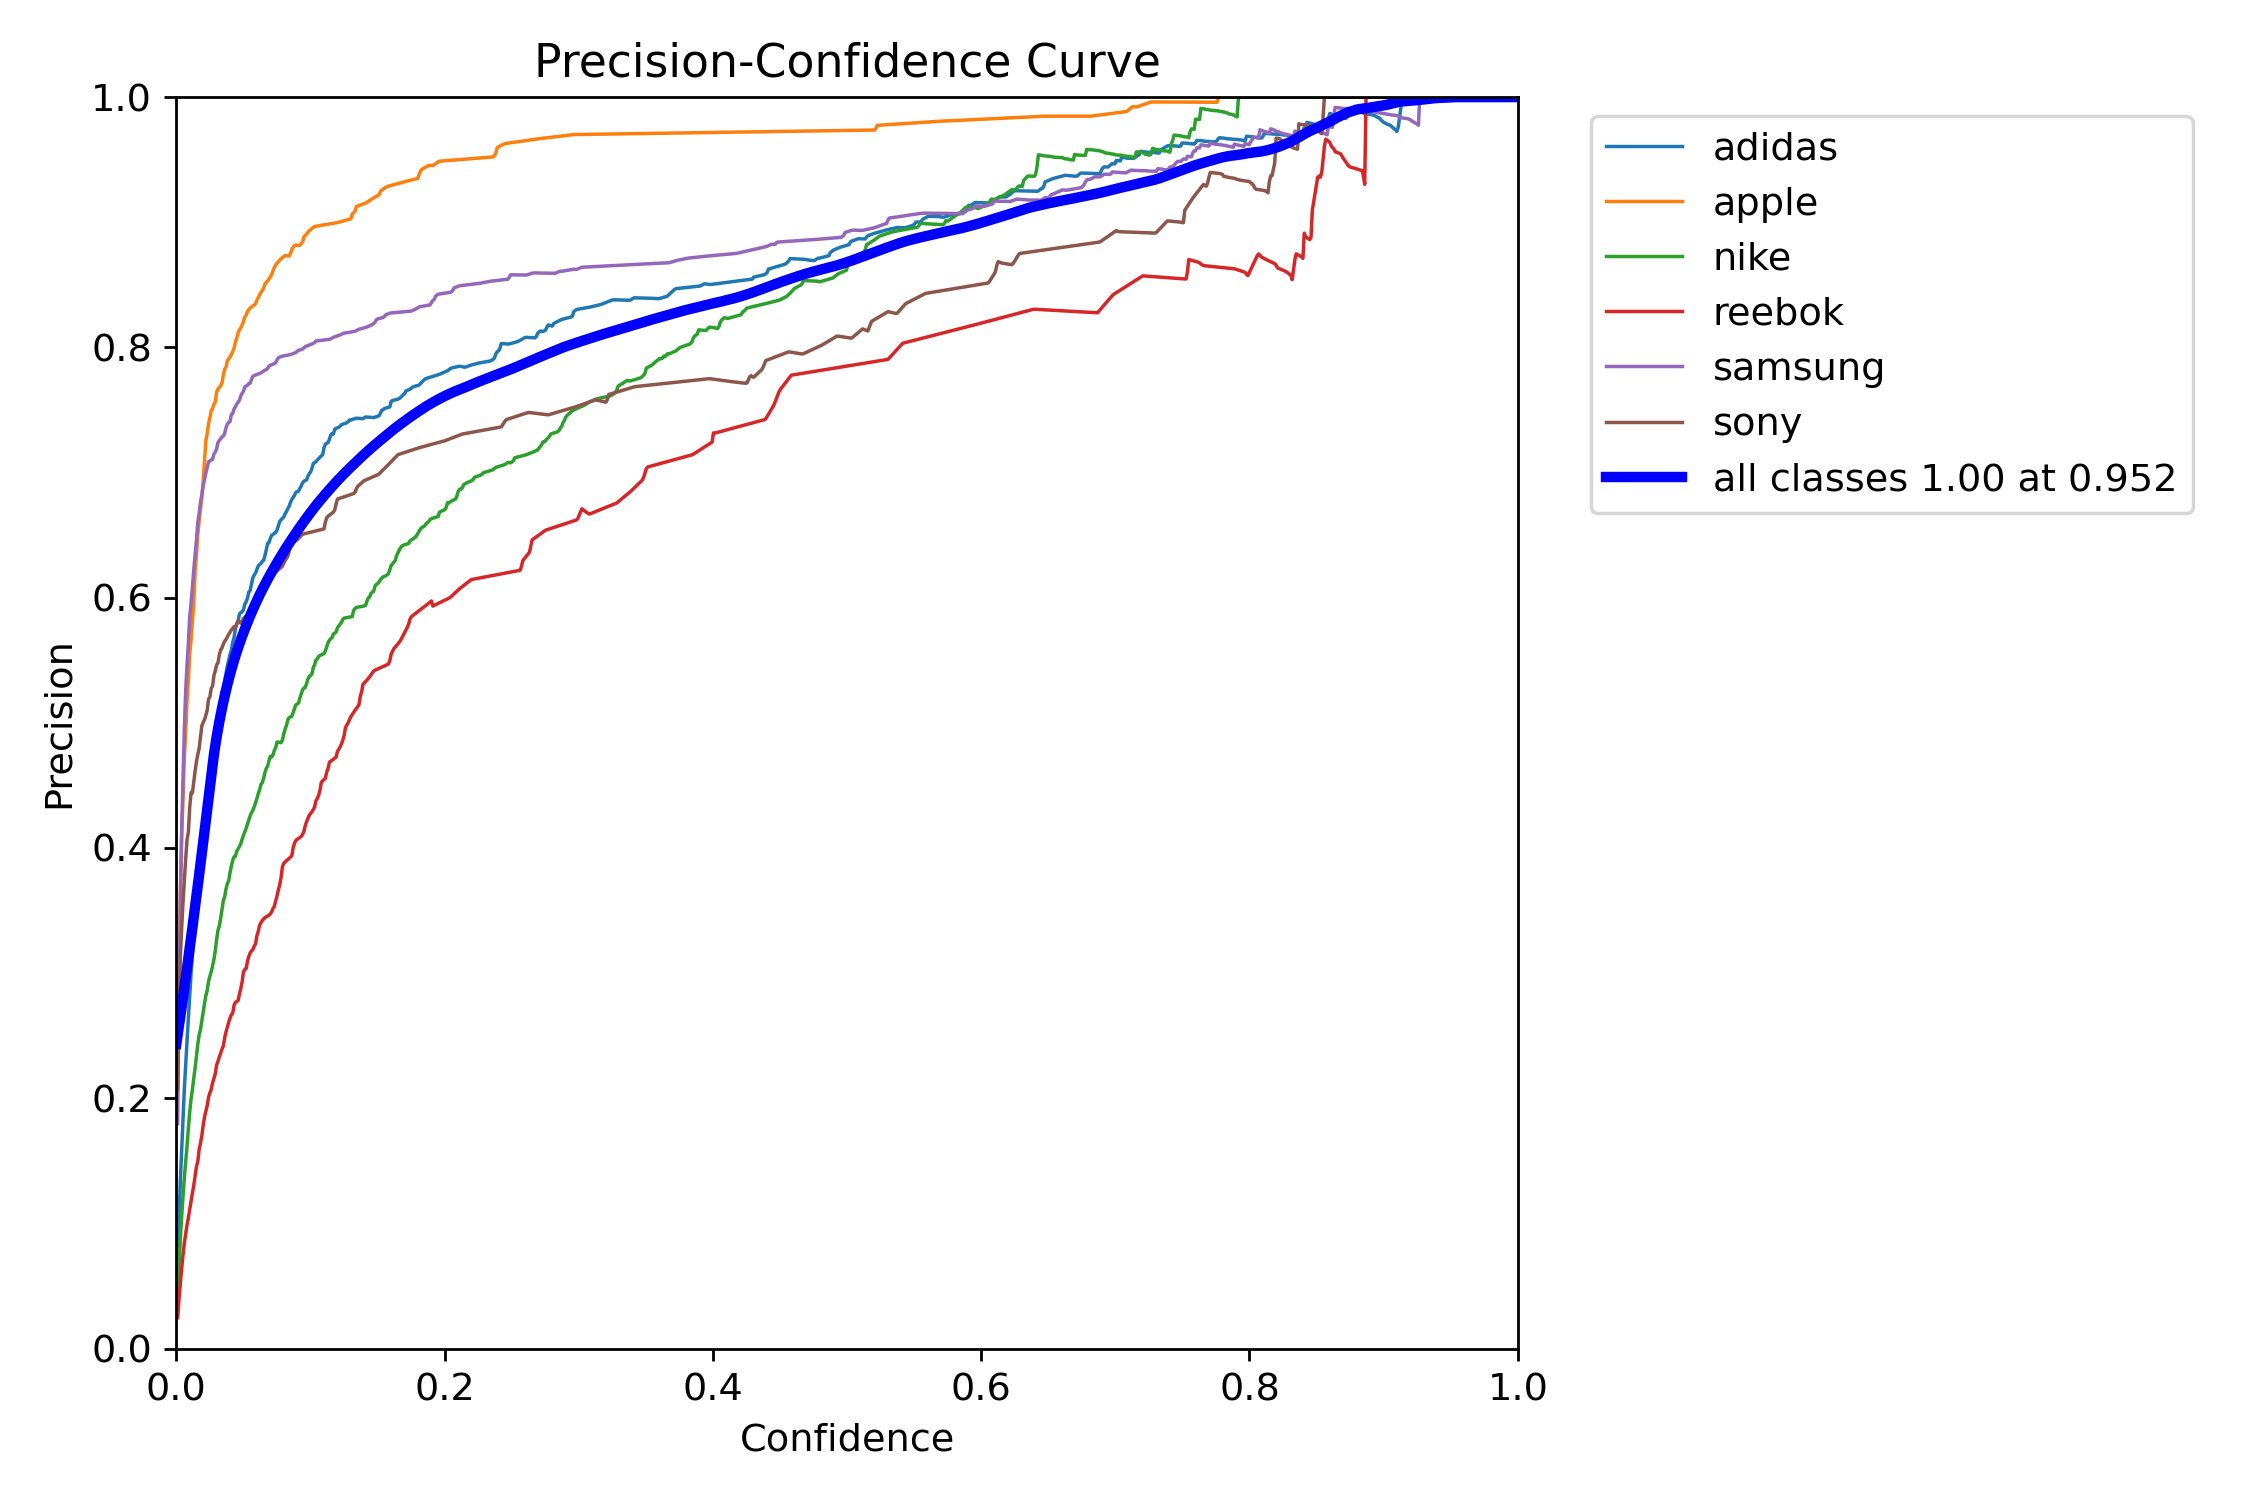 Precision-Confidence Curve
1.0
0.8
0.6
0.4
0.2
0.0
Precision
0.0 0.2 0.4 0.6 0.8 1.0
Confidence
adidas
apple
nike
reebok
samsung
sony
all classes 1.00 at 0.952